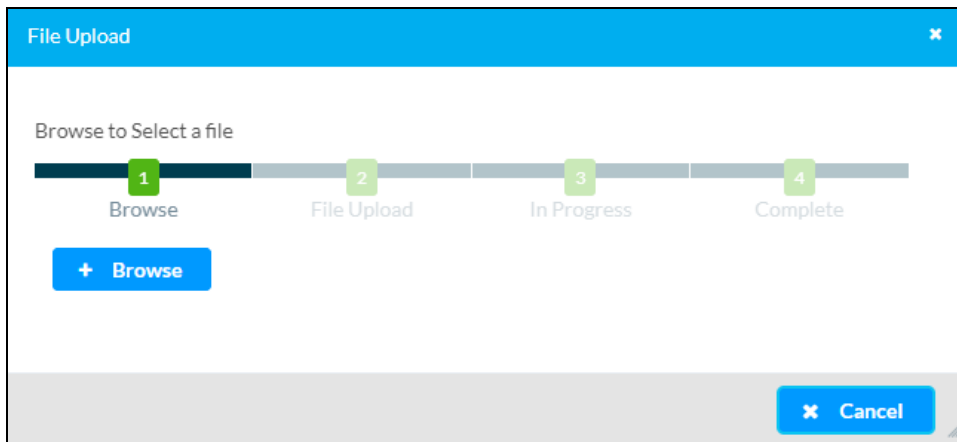 File Upload
Browse to Select a file
1 2 3 4
Browse File Upload In Progress Complete
+ Browse
Cancel